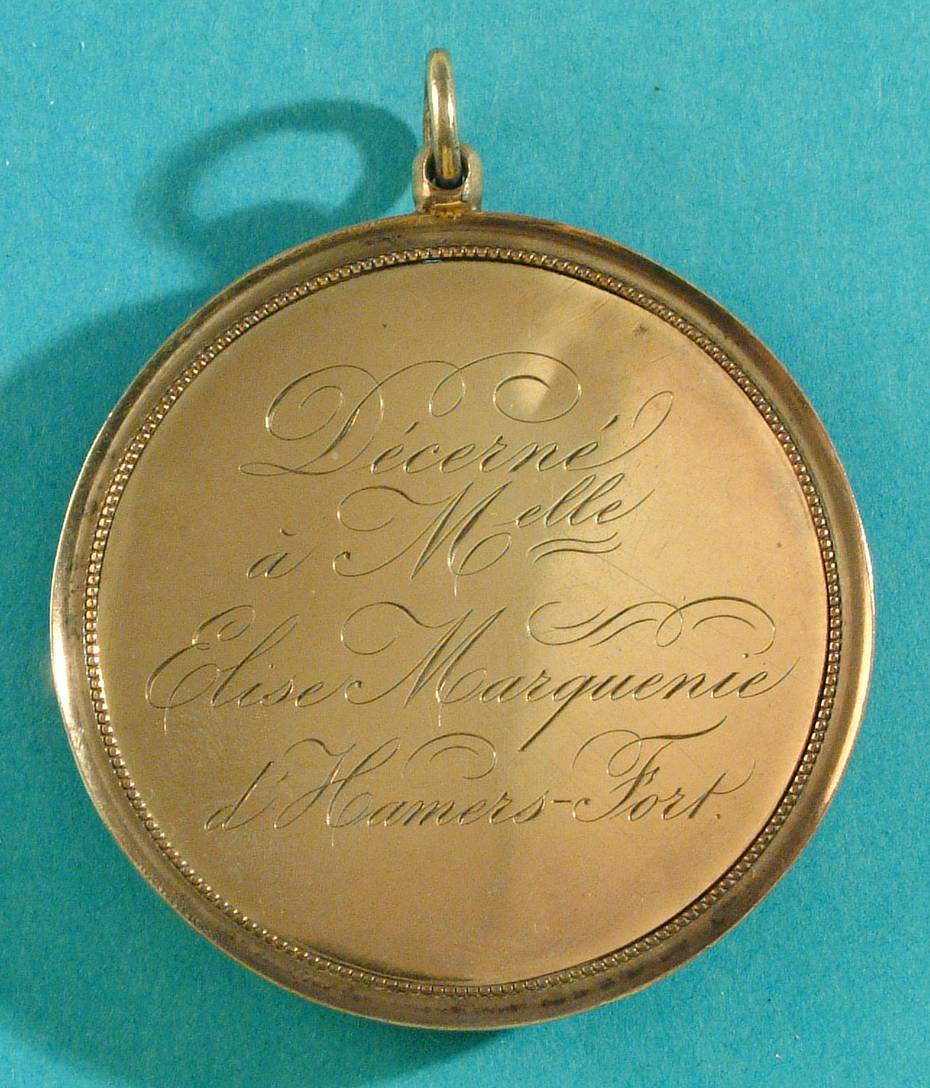 Décerné
à Melle
Elise Marquenie
d'Hamers-Fort.